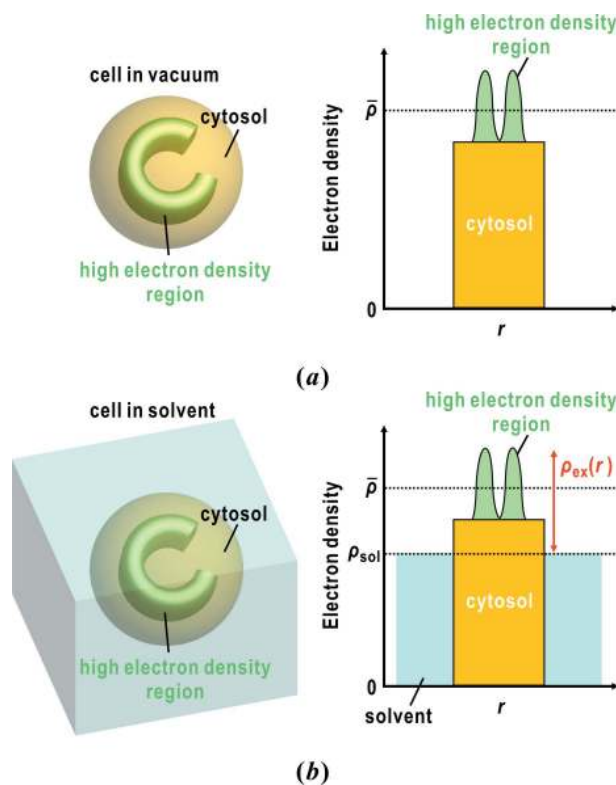 cell in vacuum
cytosol
high electron density
region
high electron density
region
Electron density
ρ̄
cytosol
0
r
(a)
cell in solvent
cytosol
high electron density
region
high electron density
region
Electron density
ρ̄
ρex(r)
ρsol
cytosol
0
solvent
r
(b)